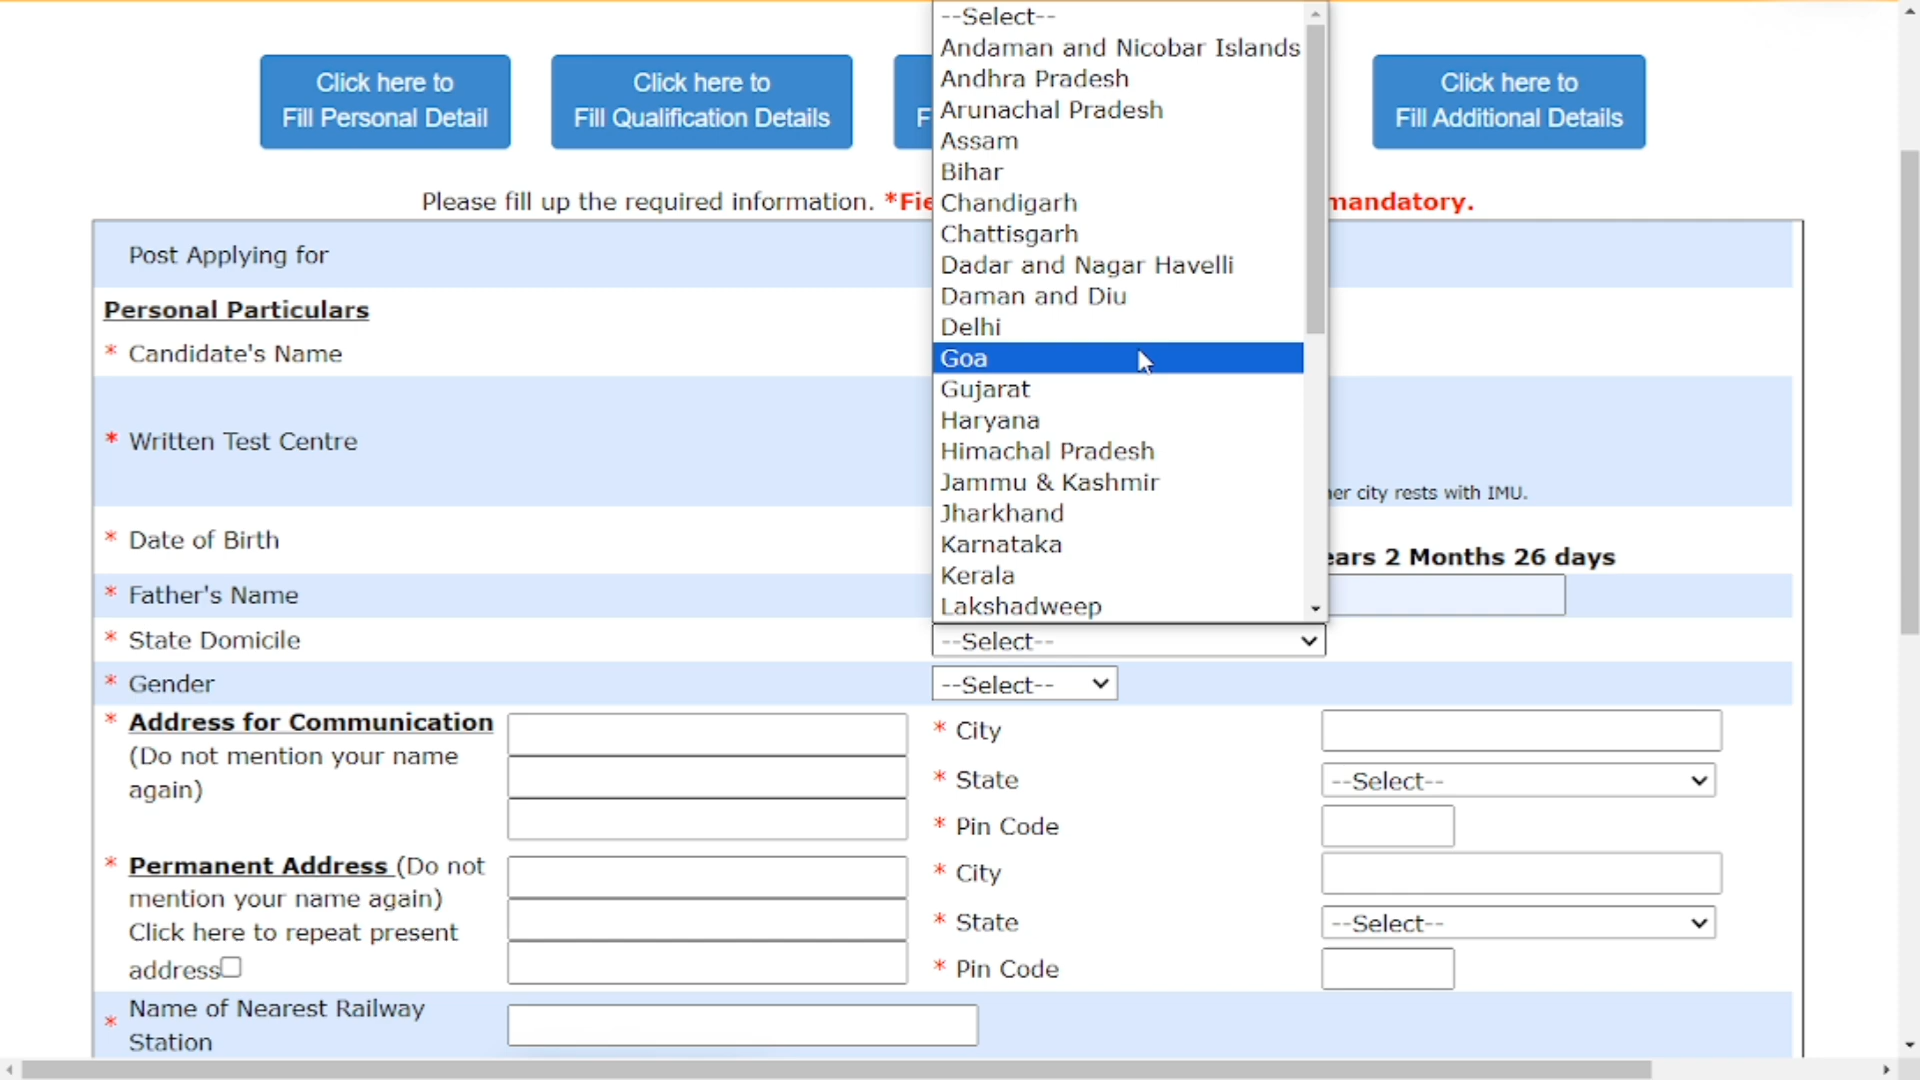 Click here to
Fill Personal Detail
Click here to
Fill Qualification Details
F
Click here to
Fill Additional Details
Please fill up the required information. *Fie
mandatory.
Post Applying for
Personal Particulars
* Candidate's Name
* Written Test Centre
er city rests with IMU.
* Date of Birth
ears 2 Months 26 days
* Father's Name
--Select--
Andaman and Nicobar Islands
Andhra Pradesh
Arunachal Pradesh
Assam
Bihar
Chandigarh
Chattisgarh
Dadar and Nagar Havelli
Daman and Diu
Delhi
Goa
Gujarat
Haryana
Himachal Pradesh
Jammu & Kashmir
Jharkhand
Karnataka
Kerala
Lakshadweep
* State Domicile --Select--
* Gender --Select--
* Address for Communication
(Do not mention your name
again)
* City
* State --Select--
* Pin Code
* Permanent Address (Do not
mention your name again)
Click here to repeat present
address
* City
* State --Select--
* Pin Code
* Name of Nearest Railway
Station